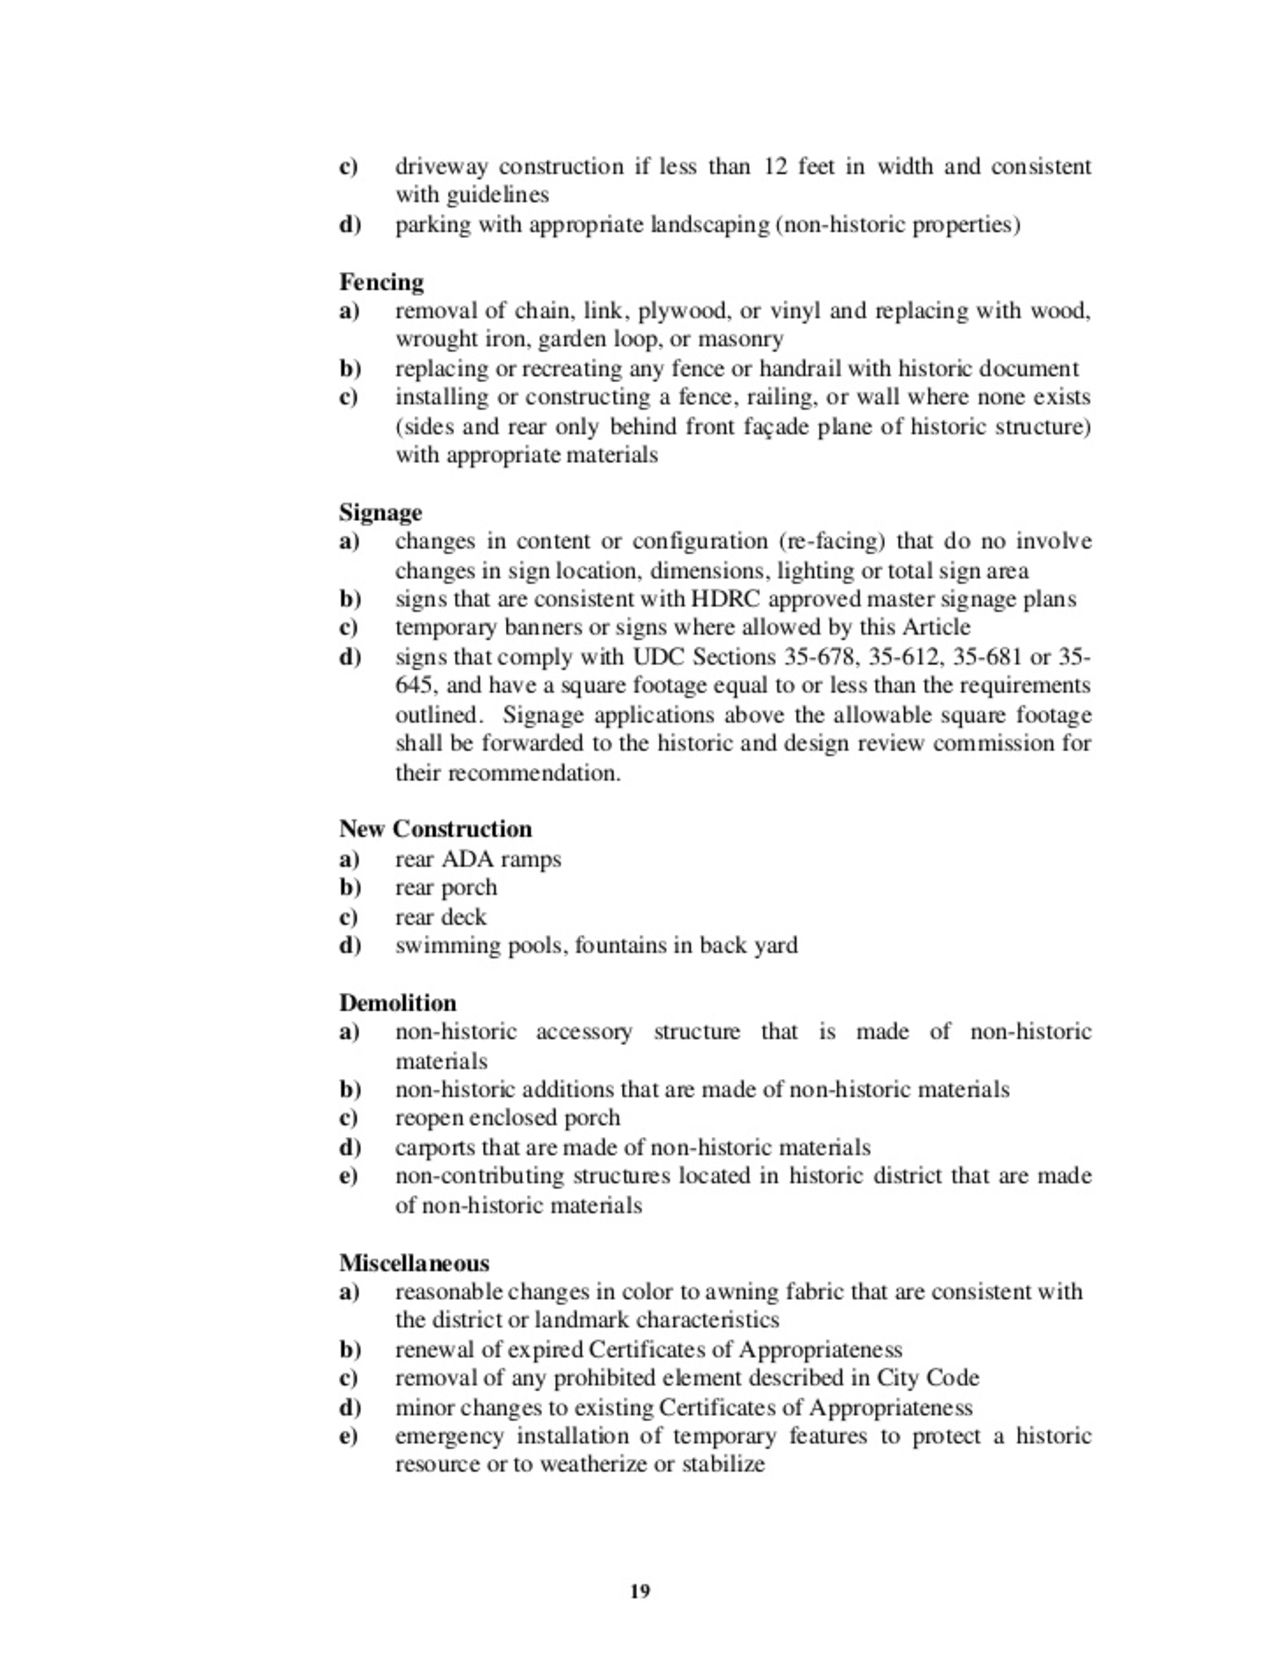 c) driveway construction if less than 12 feet in width and consistent
with guidelines
d) parking with appropriate landscaping (non-historic properties)
Fencing
a) removal of chain, link, plywood, or vinyl and replacing with wood,
wrought iron, garden loop, or masonry
b) replacing or recreating any fence or handrail with historic document
c) installing or constructing a fence, railing, or wall where none exists
(sides and rear only behind front façade plane of historic structure)
with appropriate materials
Signage
a) changes in content or configuration (re-facing) that do no involve
changes in sign location, dimensions, lighting or total sign area
b) signs that are consistent with HDRC approved master signage plans
c) temporary banners or signs where allowed by this Article
d) signs that comply with UDC Sections 35-678, 35-612, 35-681 or 35-
645, and have a square footage equal to or less than the requirements
outlined. Signage applications above the allowable square footage
shall be forwarded to the historic and design review commission for
their recommendation.
New Construction
a) rear ADA ramps
b) rear porch
c) rear deck
d) swimming pools, fountains in back yard
Demolition
a) non-historic accessory structure that is made of non-historic
materials
b) non-historic additions that are made of non-historic materials
c) reopen enclosed porch
d) carports that are made of non-historic materials
e) non-contributing structures located in historic district that are made
of non-historic materials
Miscellaneous
a) reasonable changes in color to awning fabric that are consistent with
the district or landmark characteristics
b) renewal of expired Certificates of Appropriateness
c) removal of any prohibited element described in City Code
d) minor changes to existing Certificates of Appropriateness
e) emergency installation of temporary features to protect a historic
resource or to weatherize or stabilize
19